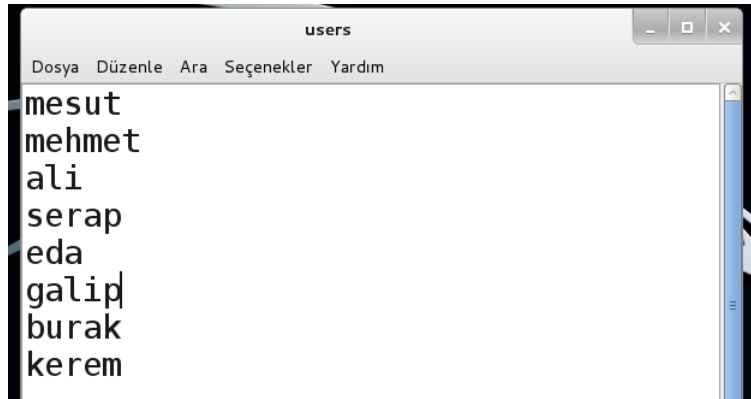 users
Dosya Düzenle Ara Seçenekler Yardım
mesut
mehmet
ali
serap
eda
galip
burak
kerem